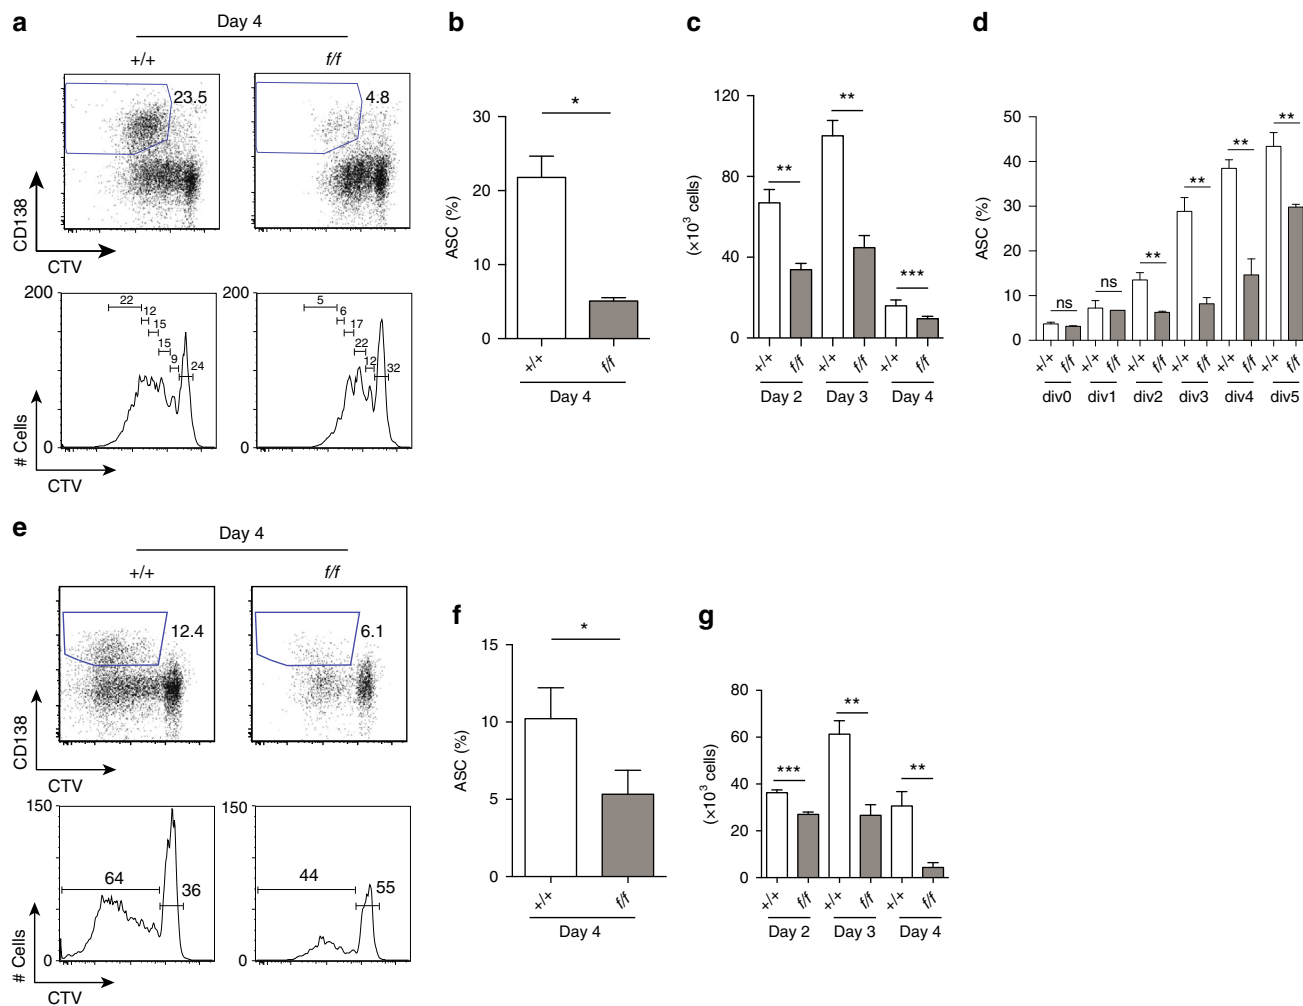 a
Day 4
+/+
f/f
23.5
4.8
CD138
CTV
200
200
22
12
15
15
9
24
5
6
17
22
12
32
0
0
# Cells
CTV
b
*
30
20
10
0
ASC (%)
+/+
f/f
Day 4
c
120
80
40
0
(×10³ cells)
**
**
***
+/+
f/f
+/+
f/f
+/+
f/f
Day 2
Day 3
Day 4
d
50
40
30
20
10
0
ASC (%)
ns
ns
**
**
**
**
+/+
f/f
+/+
f/f
+/+
f/f
+/+
f/f
+/+
f/f
+/+
f/f
div0
div1
div2
div3
div4
div5
e
Day 4
+/+
f/f
12.4
6.1
CD138
CTV
150
150
64
36
44
55
0
0
# Cells
CTV
f
*
15
10
5
0
ASC (%)
+/+
f/f
Day 4
g
80
60
40
20
0
(×10³ cells)
***
**
**
+/+
f/f
+/+
f/f
+/+
f/f
Day 2
Day 3
Day 4